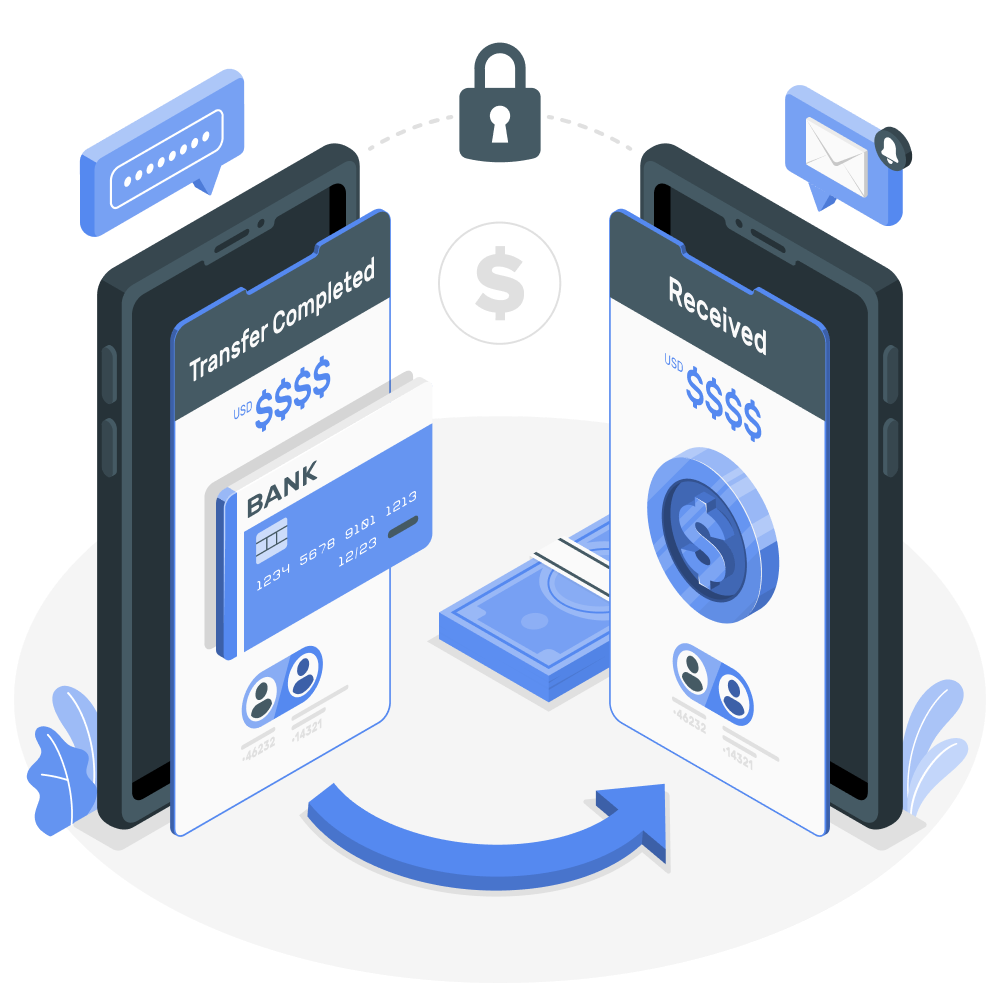 Transfer Completed
USD $$$$
BANK
1234 5678 9101 1213
12/23
-46232
-14321
$
Received
USD $$$$
$
-46232
-14321